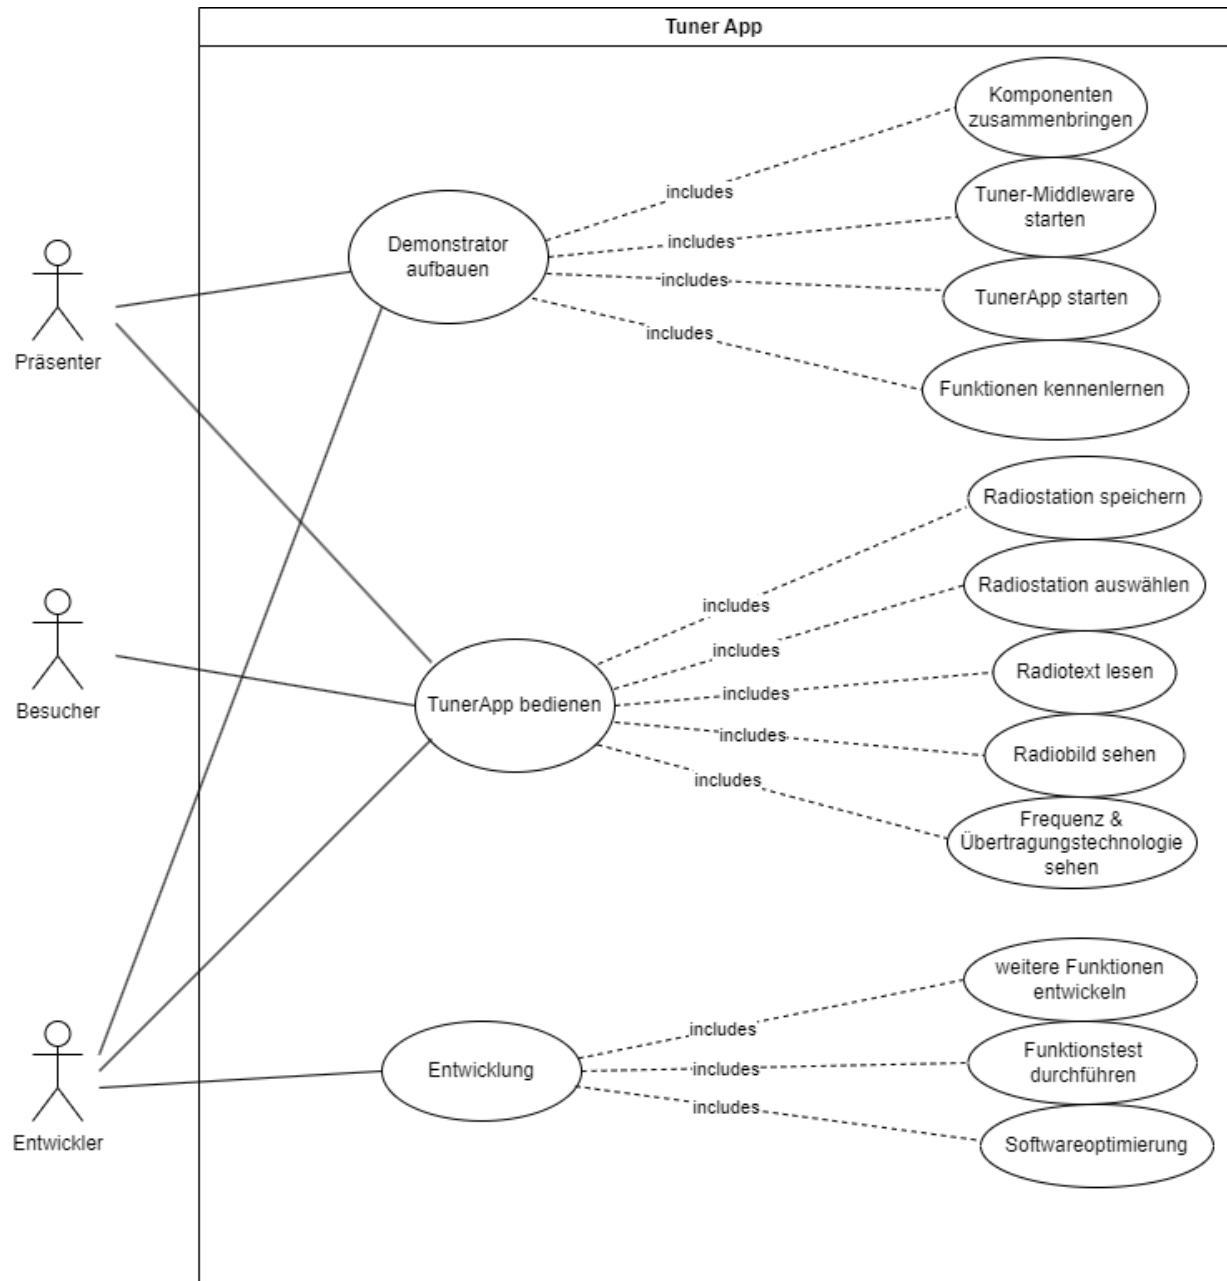 Tuner App
Komponenten
zusammenbringen
includes
Tuner-Middleware
starten
Demonstrator
aufbauen
includes
includes
TunerApp starten
includes
Funktionen kennenlernen
Präsenter
Radiostation speichern
includes
Radiostation auswählen
includes
Radiotext lesen
TunerApp bedienen
includes
Besucher
includes
Radiobild sehen
includes
Frequenz &
Übertragungstechnologie
sehen
weitere Funktionen
entwickeln
includes
Entwicklung
includes
Funktionstest
durchführen
includes
Softwareoptimierung
Entwickler